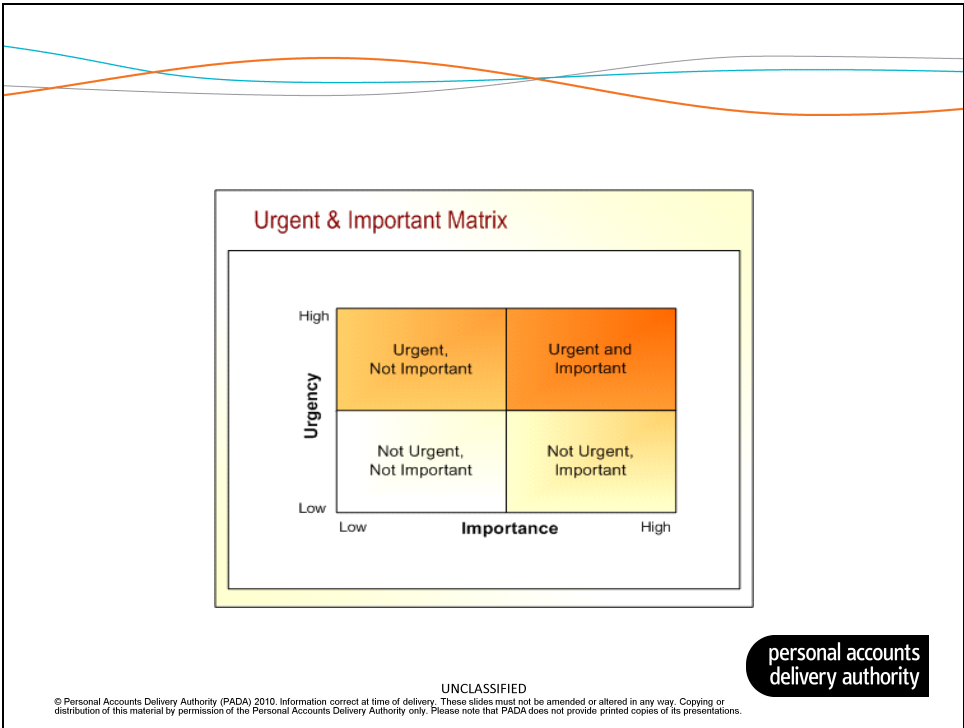 Urgent & Important Matrix
High
Urgent,
Not Important
Urgent and
Important
Urgency
Not Urgent,
Not Important
Not Urgent,
Important
Low
Low
Importance
High
personal accounts
delivery authority
UNCLASSIFIED
© Personal Accounts Delivery Authority (PADA) 2010. Information correct at time of delivery. These slides must not be amended or altered in any way. Copying or
distribution of this material by permission of the Personal Accounts Delivery Authority only. Please note that PADA does not provide printed copies of its presentations.